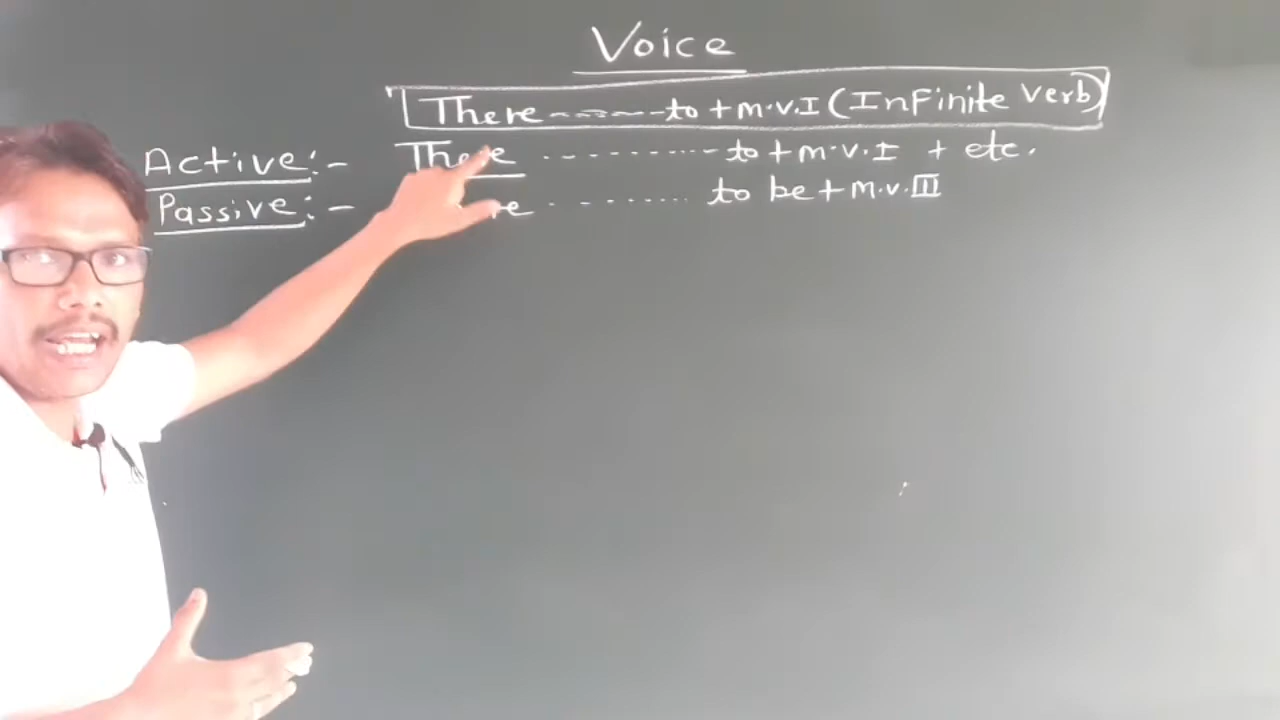 Voice
There------to + m.v.I (Infinite verb)
Active:- There ----------- to + m.v.I + etc.
Passive:- -------- to be + m.v.III